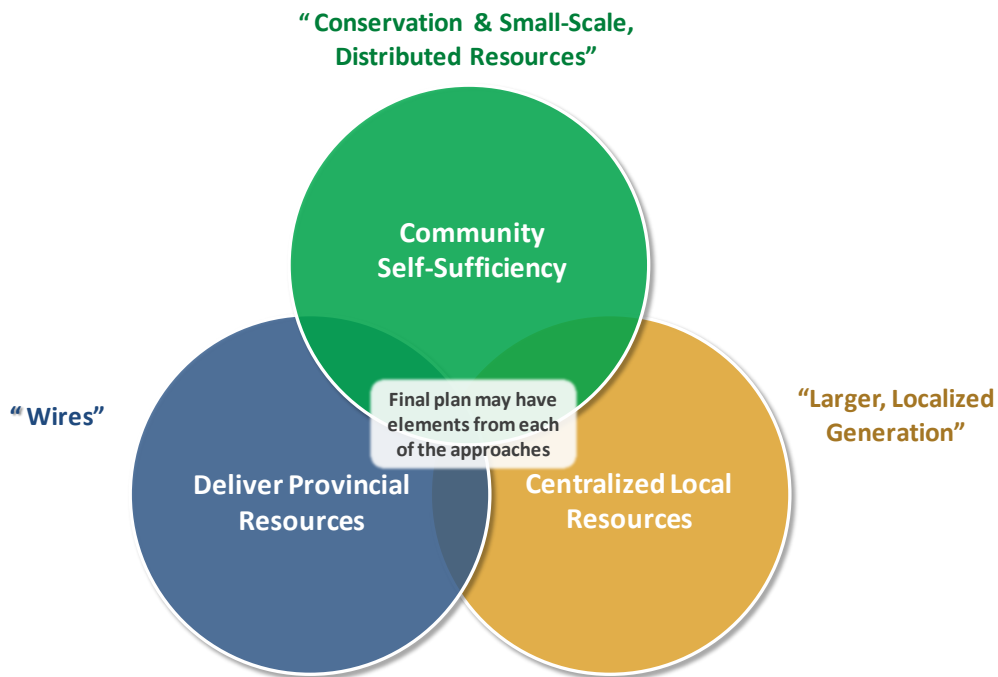 “ Conservation & Small-Scale,
Distributed Resources”
Community
Self-Sufficiency
“ Wires”
Final plan may have
elements from each
of the approaches
“Larger, Localized
Generation”
Deliver Provincial
Resources
Centralized Local
Resources